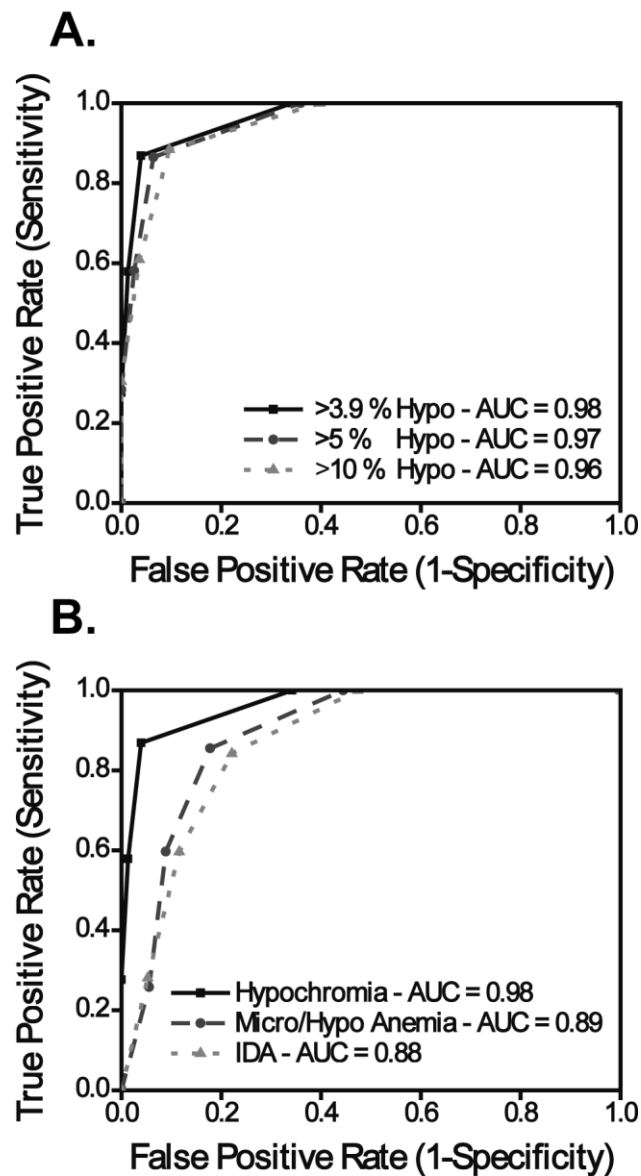 A.
True Positive Rate (Sensitivity)
1.0
0.8
0.6
0.4
0.2
0.0
>3.9 % Hypo - AUC = 0.98
>5 % Hypo - AUC = 0.97
>10 % Hypo - AUC = 0.96
0.0 0.2 0.4 0.6 0.8 1.0
False Positive Rate (1-Specificity)
B.
True Positive Rate (Sensitivity)
1.0
0.8
0.6
0.4
0.2
0.0
Hypochromia - AUC = 0.98
Micro/Hypo Anemia - AUC = 0.89
IDA - AUC = 0.88
0.0 0.2 0.4 0.6 0.8 1.0
False Positive Rate (1-Specificity)